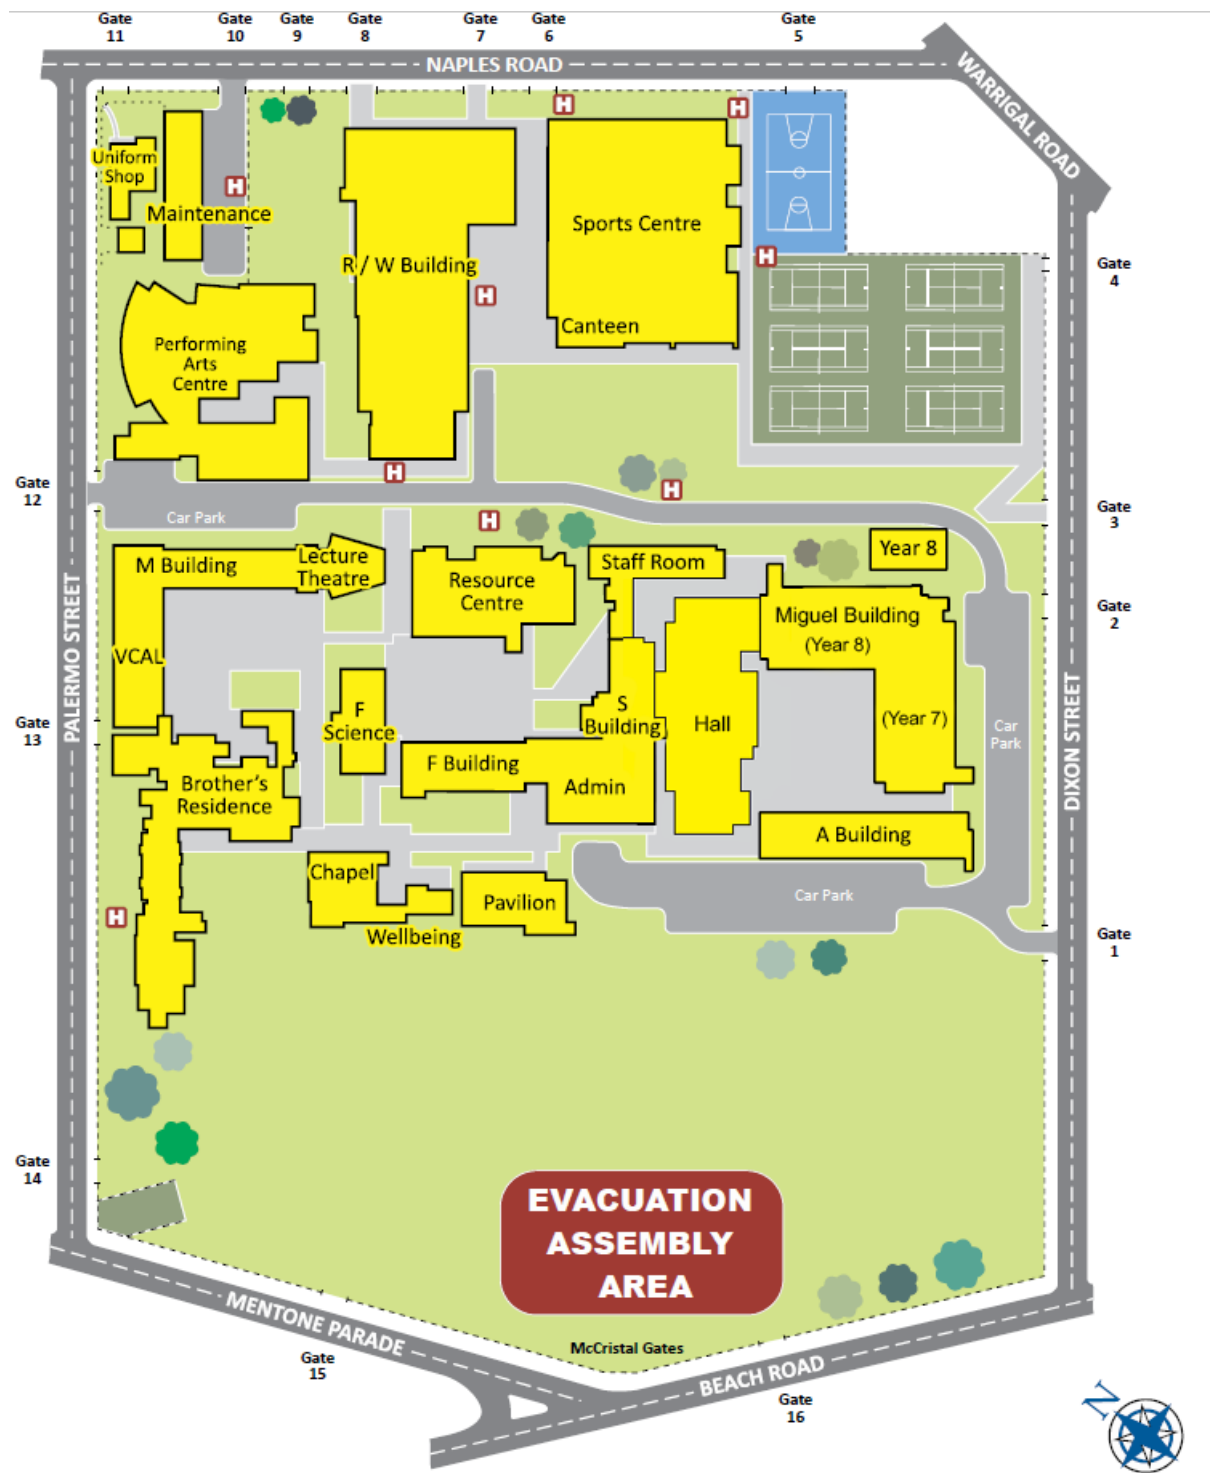 Gate
11
Gate
10
Gate
9
Gate
8
Gate
7
Gate
6
Gate
5
NAPLES ROAD
WARRIGAL ROAD
H
H
Uniform
Shop
H
Maintenance
Sports Centre
R / W Building
H
Gate
4
H
Canteen
Performing
Arts
Centre
H
Gate
12
H
Car Park
H
Gate
3
M Building
Lecture
Theatre
Resource
Centre
Staff Room
Year 8
PALERMO STREET
Miguel Building
(Year 8)
Gate
2
VCAL
F
Science
S
Building
Hall
(Year 7)
Gate
13
Car
Park
DIXON STREET
F Building
Admin
Brother's
Residence
A Building
Chapel
Car Park
Pavilion
H
Wellbeing
Gate
1
Gate
14
EVACUATION
ASSEMBLY
AREA
MENTONE PARADE
McCristal Gates
Gate
15
BEACH ROAD
Gate
16
N